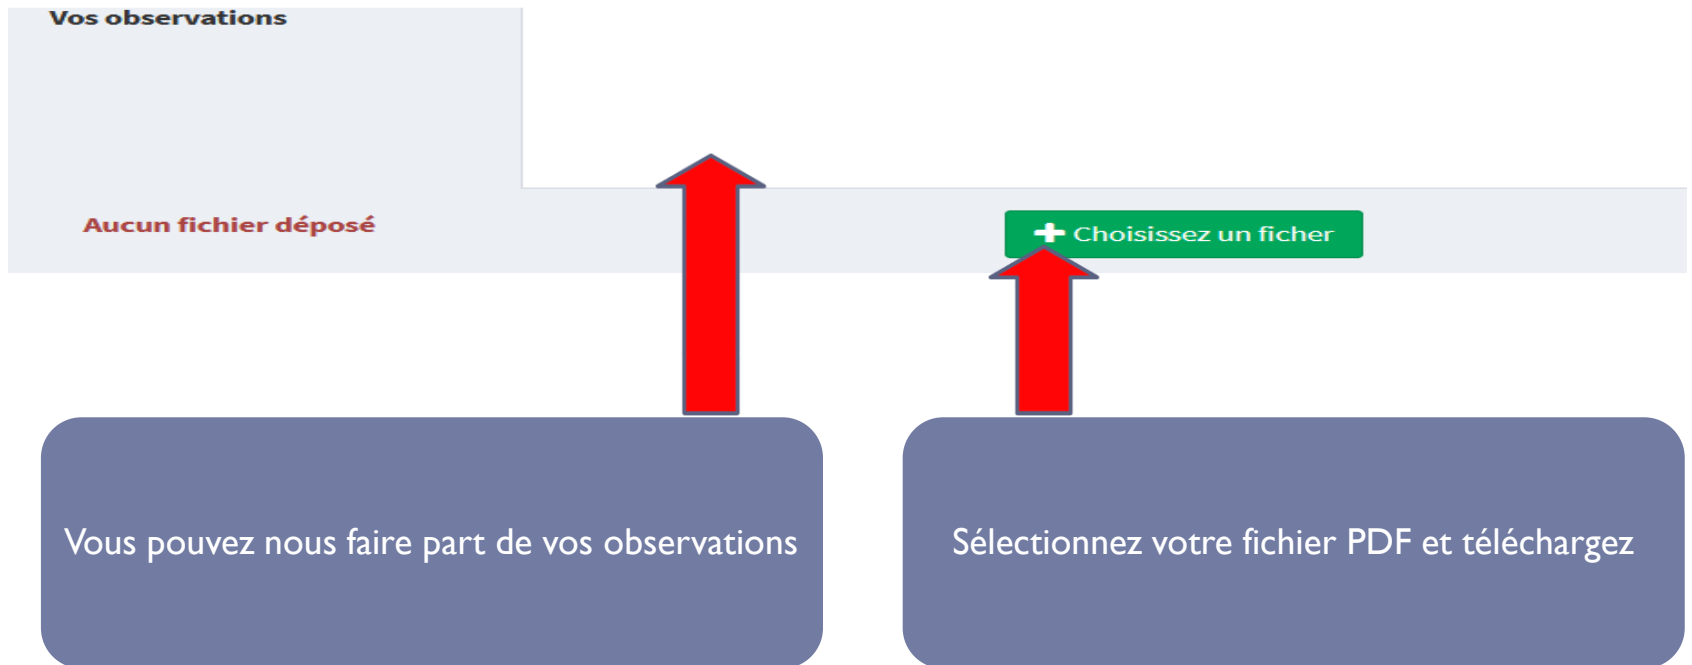 Vos observations
Aucun fichier déposé
Choisissez un ficher
Vous pouvez nous faire part de vos observations
Sélectionnez votre fichier PDF et téléchargez